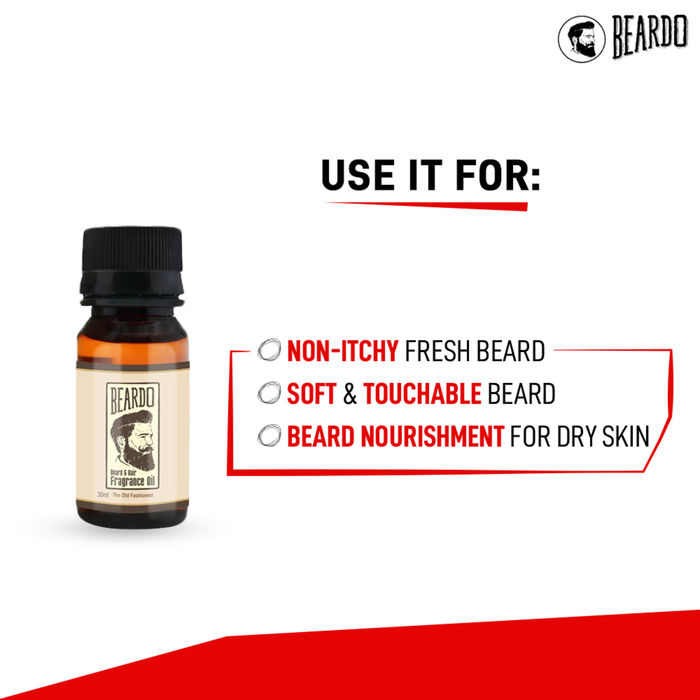 BEARDO
USE IT FOR:
NON-ITCHY FRESH BEARD
SOFT & TOUCHABLE BEARD
BEARD NOURISHMENT FOR DRY SKIN
BEARDO
Beard & Hair
Fragrance Oil
30ml The Old Fashioned